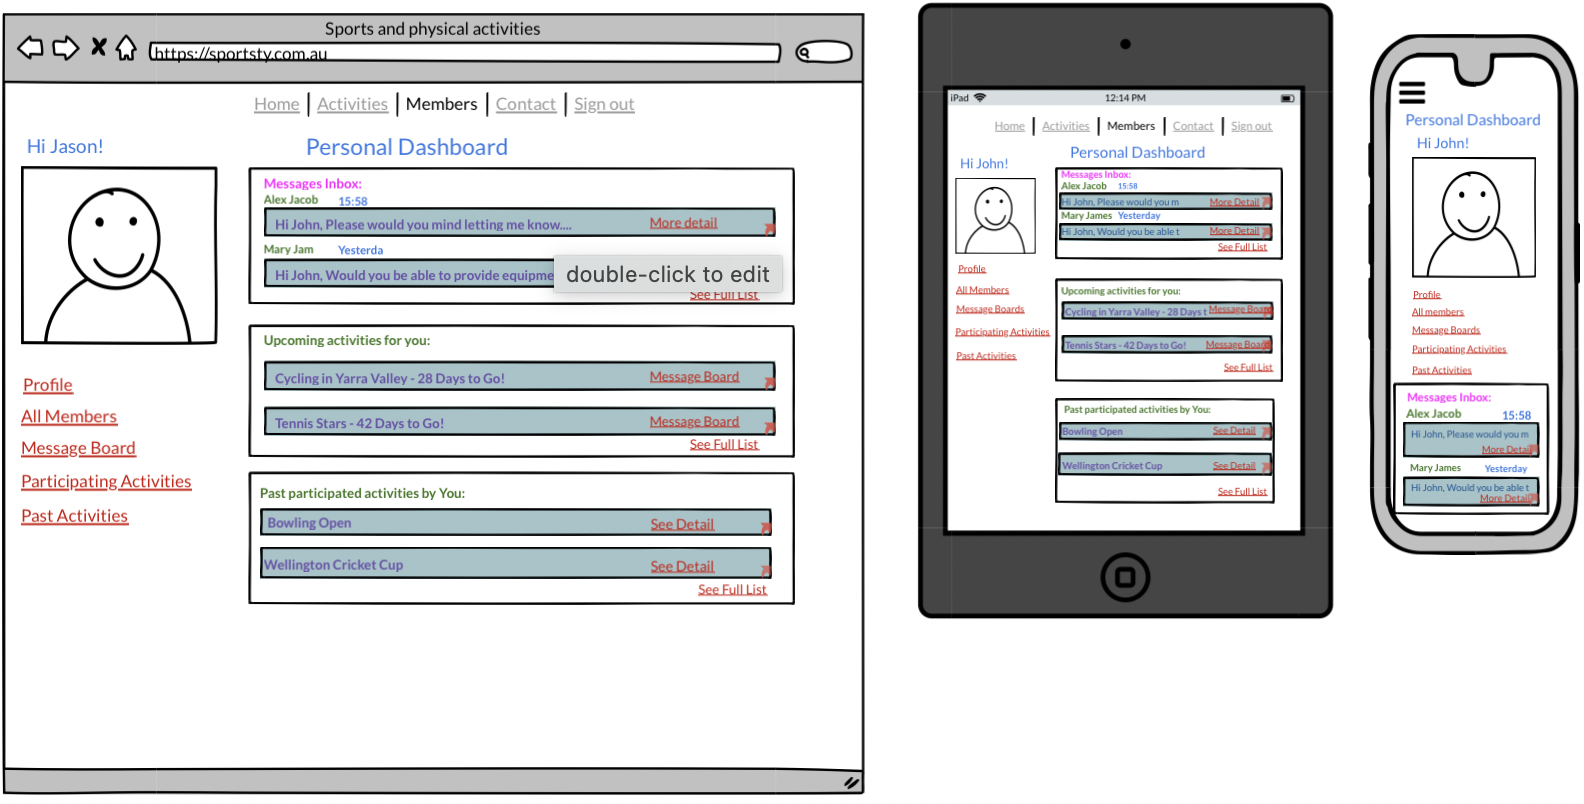 Sports and physical activities
https://sportsty.com.au
Home | Activities | Members | Contact | Sign out
Hi Jason!
Personal Dashboard
Messages Inbox:
Alex Jacob 15:58
Hi John, Please would you mind letting me know.... More detail
Mary Jam Yesterda
Hi John, Would you be able to provide equipme
double-click to edit
See Full List
Upcoming activities for you:
Cycling in Yarra Valley - 28 Days to Go! Message Board
Tennis Stars - 42 Days to Go! Message Board
See Full List
Past participated activities by You:
Bowling Open See Detail
Wellington Cricket Cup See Detail
See Full List
Profile
All Members
Message Board
Participating Activities
Past Activities
iPad 12:14 PM
Home | Activities | Members | Contact | Sign out
Hi John!
Personal Dashboard
Messages Inbox:
Alex Jacob 15:58
Hi John, Please would you m More Detail
Mary James Yesterday
Hi John, Would you be able t More Detail
See Full List
Upcoming activities for you:
Cycling in Yarra Valley - 28 Days t Message Board
Tennis Stars - 42 Days to Go! Message Board
See Full List
Past participated activities by You:
Bowling Open See Detail
Wellington Cricket Cup See Detail
See Full List
Profile
All Members
Message Boards
Participating Activities
Past Activities
Personal Dashboard
Hi John!
Profile
All members
Message Boards
Participating Activities
Past Activities
Messages Inbox:
Alex Jacob 15:58
Hi John, Please would you m
More Detail
Mary James Yesterday
Hi John, Would you be able t
More Detail